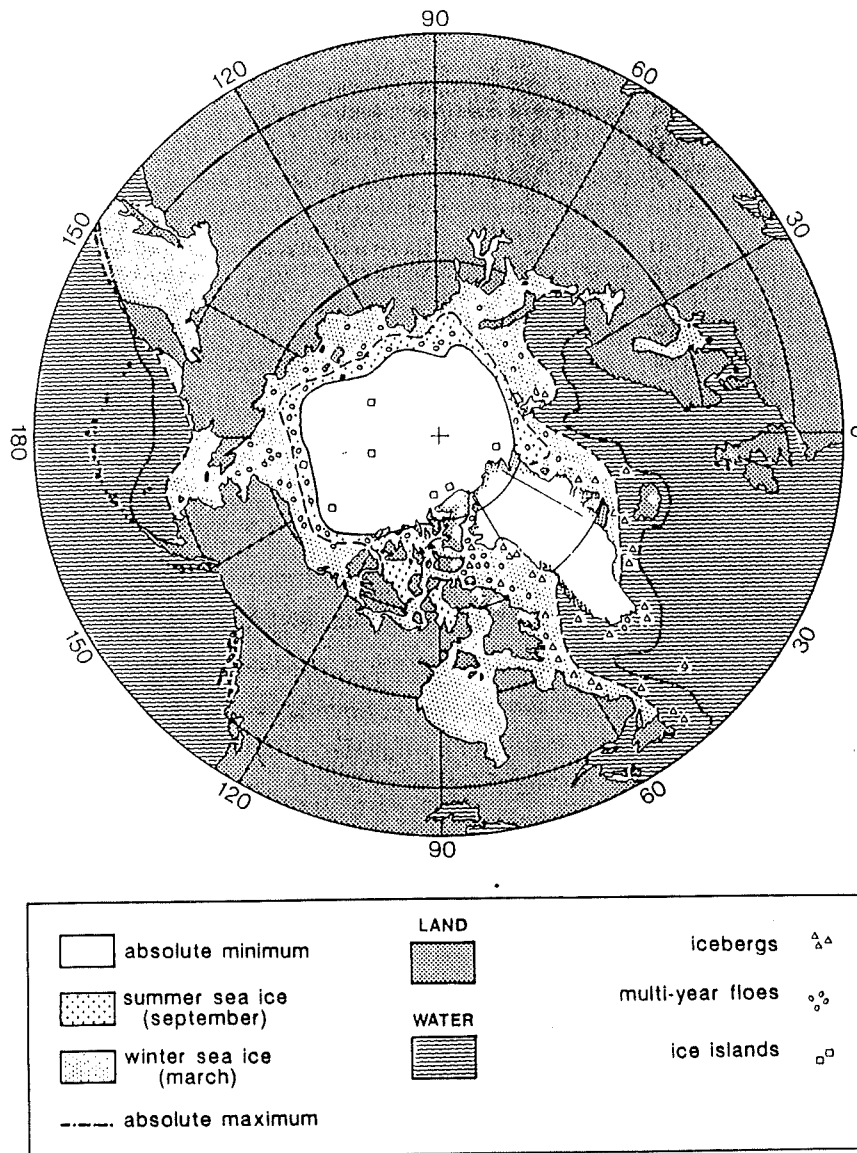 90
120
60
150
30
180
0
150
30
120
60
90
absolute minimum
summer sea ice
(september)
winter sea ice
(march)
absolute maximum
LAND
WATER
icebergs
multi-year floes
ice islands